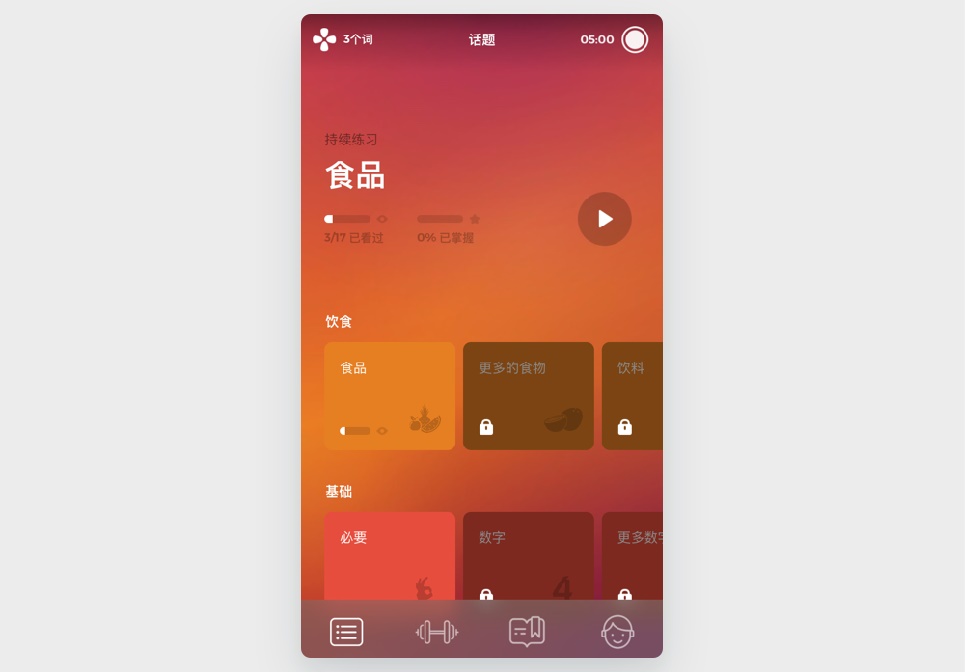 3个词
话题
05:00
持续练习
食品
3/17 已看过
0% 已掌握
饮食
食品
更多的食物
饮料
基础
必要
数字
更多数字
4